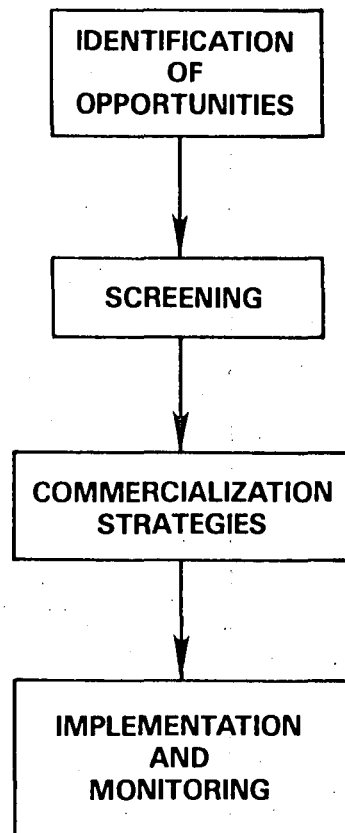 IDENTIFICATION
OF
OPPORTUNITIES
SCREENING
COMMERCIALIZATION
STRATEGIES
IMPLEMENTATION
AND
MONITORING